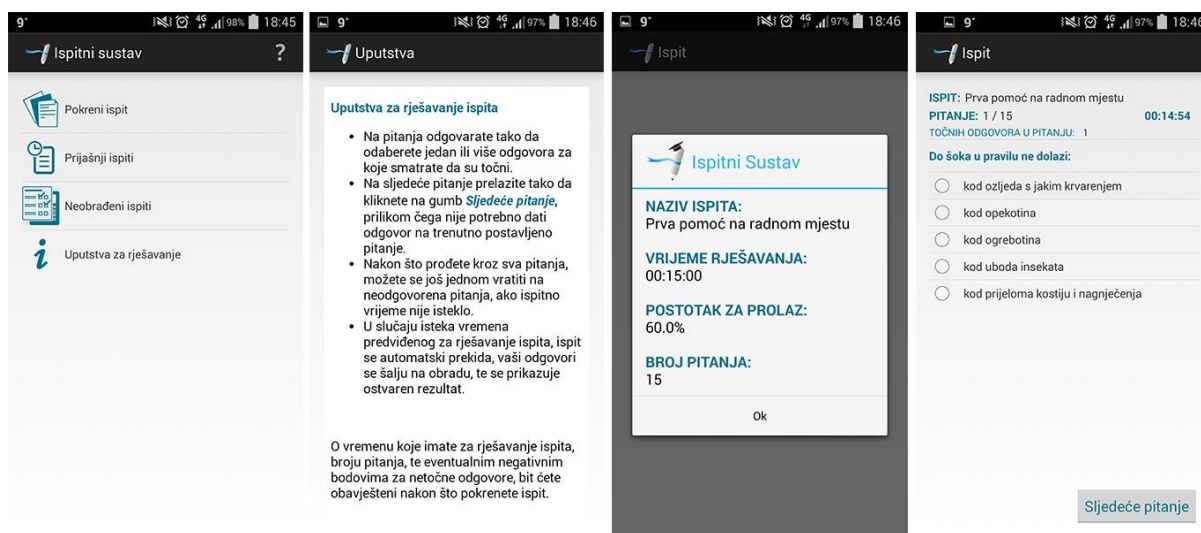 9°
98%
18:45
Ispitni sustav
?
Pokreni ispit
Prijašnji ispiti
Neobrađeni ispiti
Uputstva za rješavanje
9°
4G
97%
18:46
Uputstva
Uputstva za rješavanje ispita
• Na pitanja odgovarate tako da
odaberete jedan ili više odgovora za
koje smatrate da su točni.
• Na sljedeće pitanje prelazite tako da
kliknete na gumb Sljedeće pitanje,
prilikom čega nije potrebno dati
odgovor na trenutno postavljeno
pitanje.
• Nakon što prođete kroz sva pitanja,
možete se još jednom vratiti na
neodgovorena pitanja, ako ispitno
vrijeme nije isteklo.
• U slučaju isteka vremena
predviđenog za rješavanje ispita, ispit
se automatski prekida, vaši odgovori
se šalju na obradu, te se prikazuje
ostvaren rezultat.
O vremenu koje imate za rješavanje ispita,
broju pitanja, te eventualnim negativnim
bodovima za netočne odgovore, bit ćete
obavješteni nakon što pokrenete ispit.
9°
4G
97%
18:46
Ispit
Ispitni Sustav
NAZIV ISPITA:
Prva pomoć na radnom mjestu
VRIJEME RJEŠAVANJA:
00:15:00
POSTOTAK ZA PROLAZ:
60.0%
BROJ PITANJA:
15
Ok
9°
4G
97%
18:46
Ispit
ISPIT: Prva pomoć na radnom mjestu
PITANJE: 1 / 15 00:14:54
TOČNIH ODGOVORA U PITANJU: 1
Do šoka u pravilu ne dolazi:
kod ozljeda s jakim krvarenjem
kod opekotina
kod ogrebotina
kod uboda insekata
kod prijeloma kostiju i nagnječenja
Sljedeće pitanje